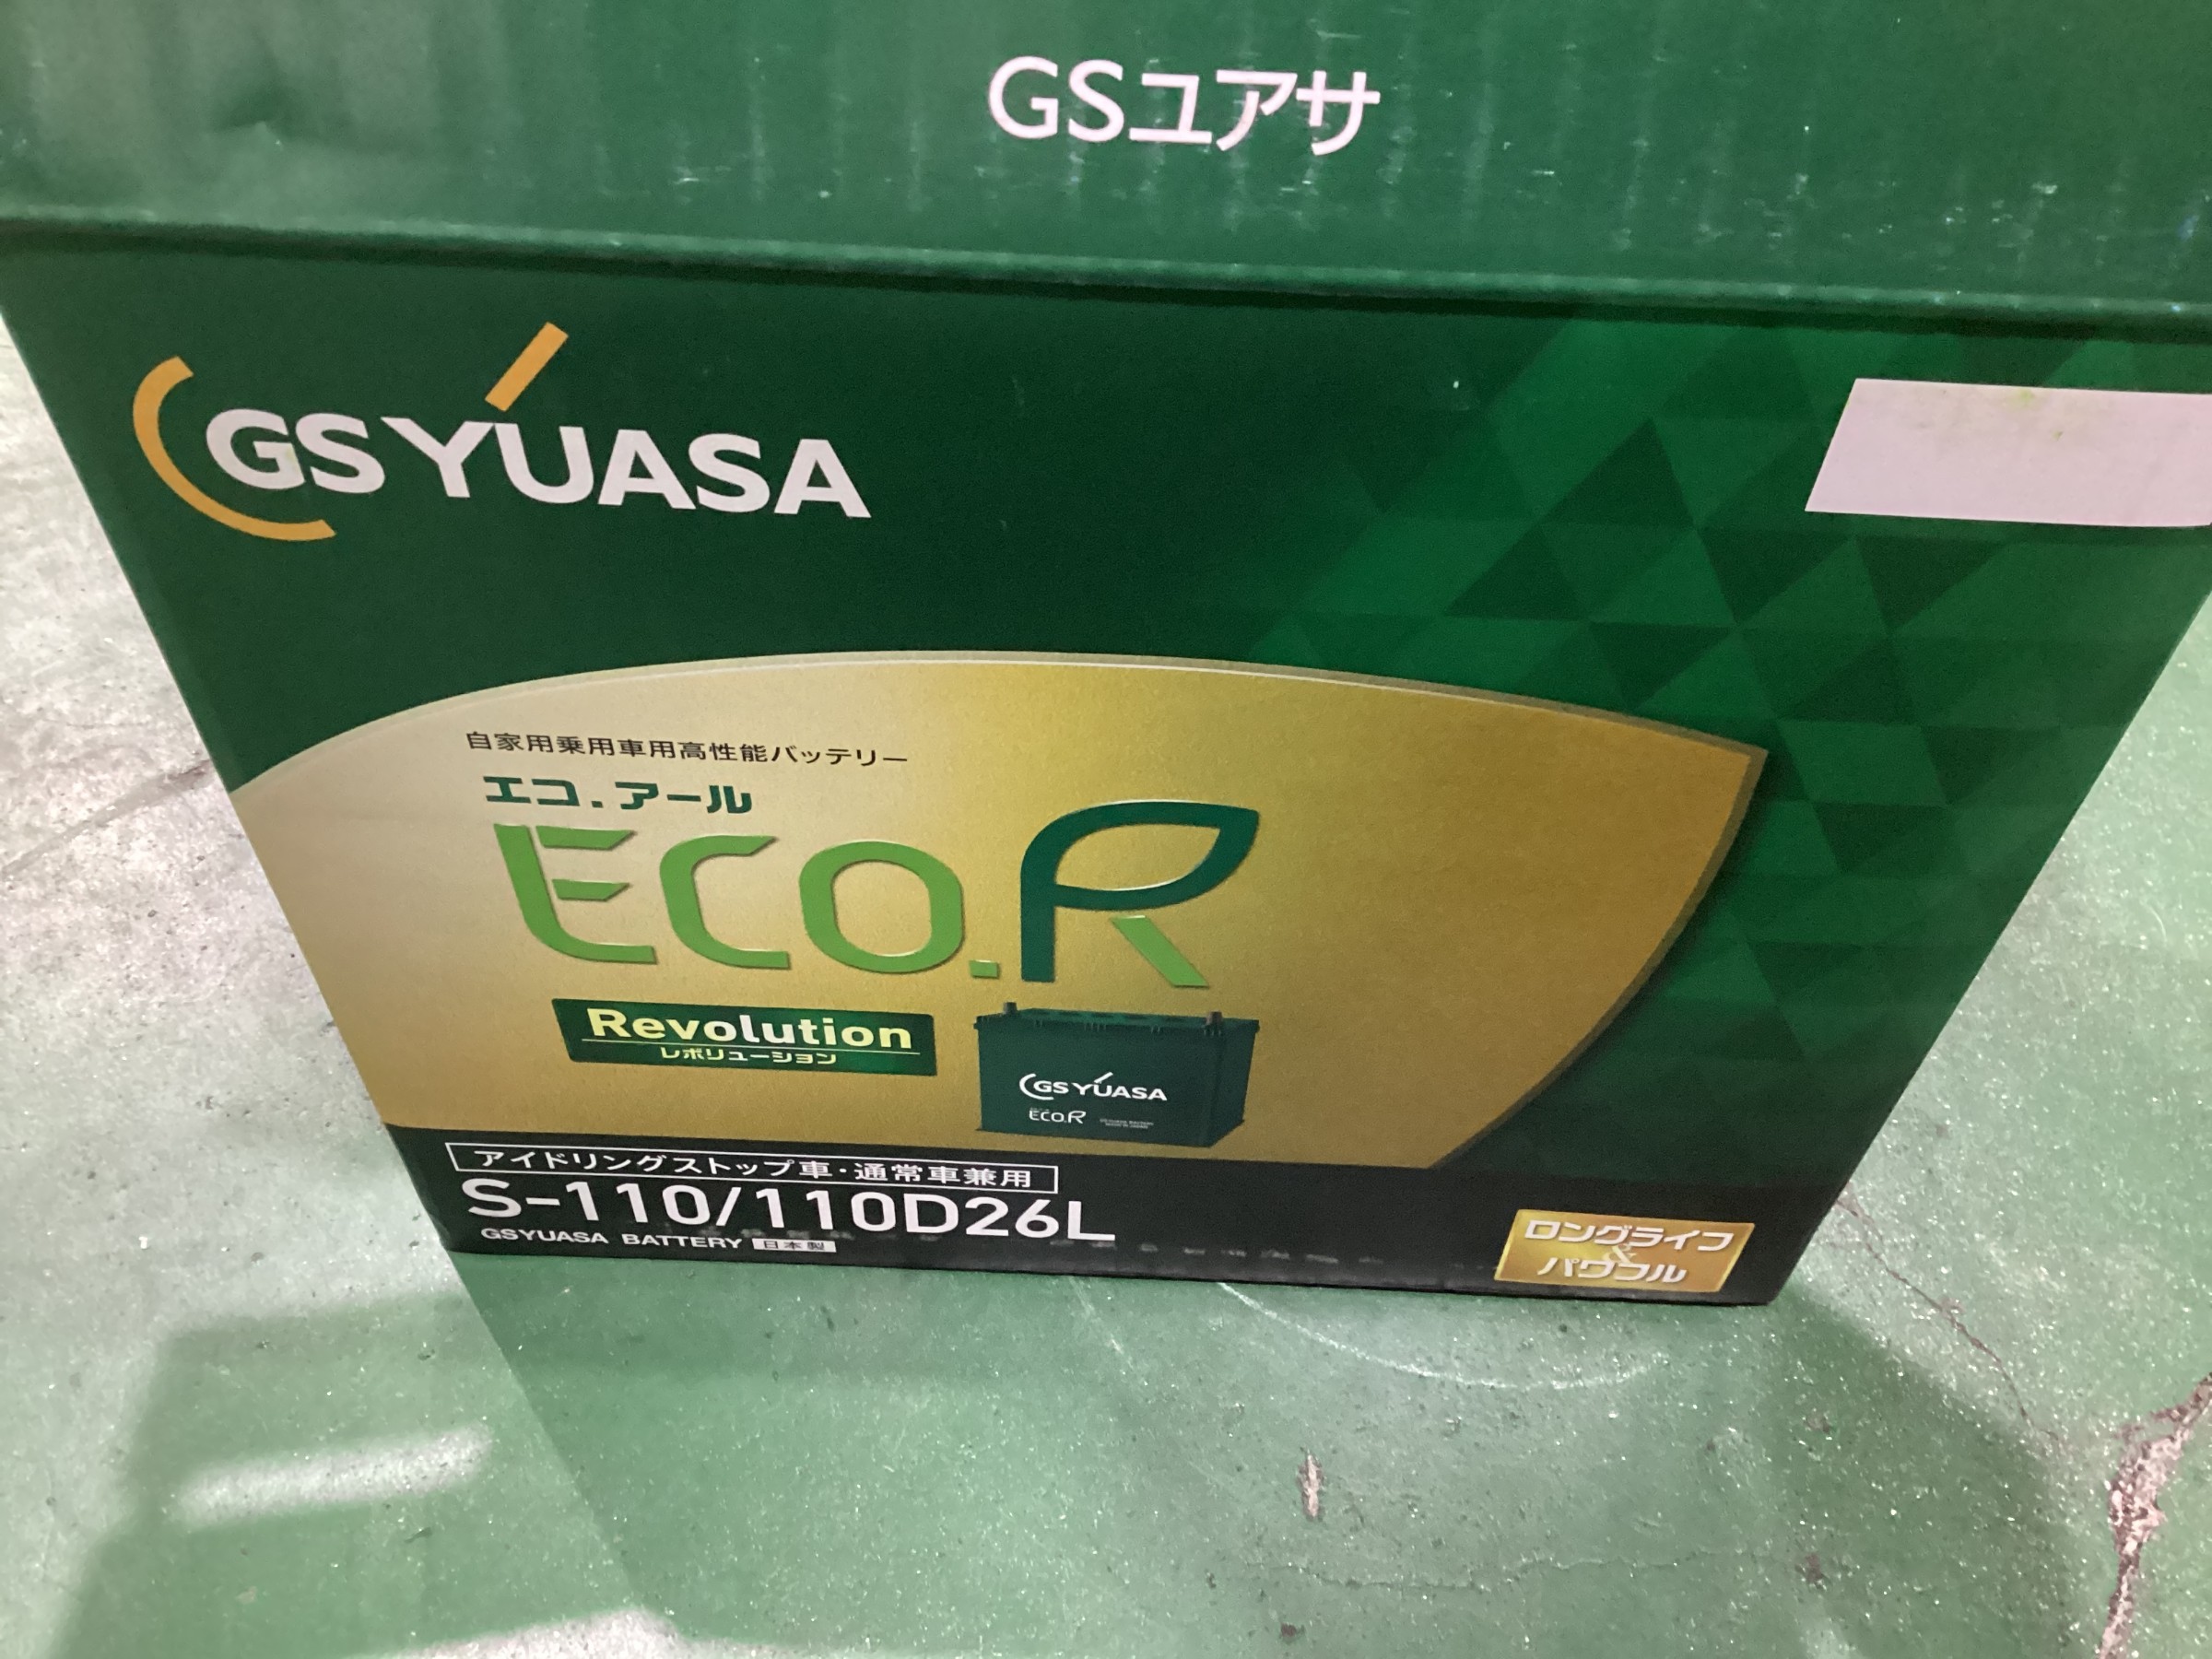 GSユアサ
GS YUASA
自家用乗用車用高性能バッテリー
エコ.アール
ECO.R
Revolution
レボリューション
GS YUASA
ECO.R
アイドリングストップ車・通常車兼用
S-110/110D26L
GSYUASA BATTERY 日本製
ロングライフ
&
パワフル